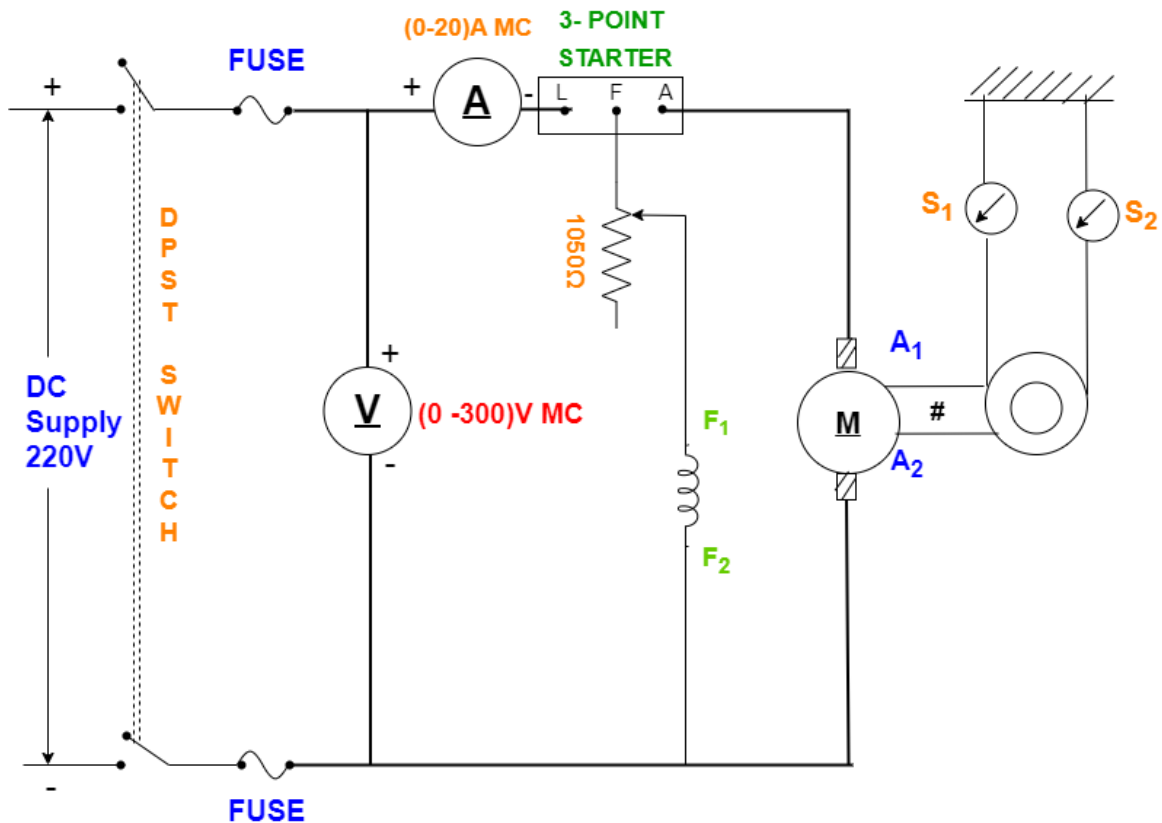 (0-20)A MC
3- POINT
STARTER
FUSE
+
+
A
-
L
F
A
S1
S2
D
P
S
T
S
W
I
T
C
H
1050Ω
DC
Supply
220V
+
V
-
(0 -300)V MC
A1
M
#
A2
F1
F2
-
FUSE